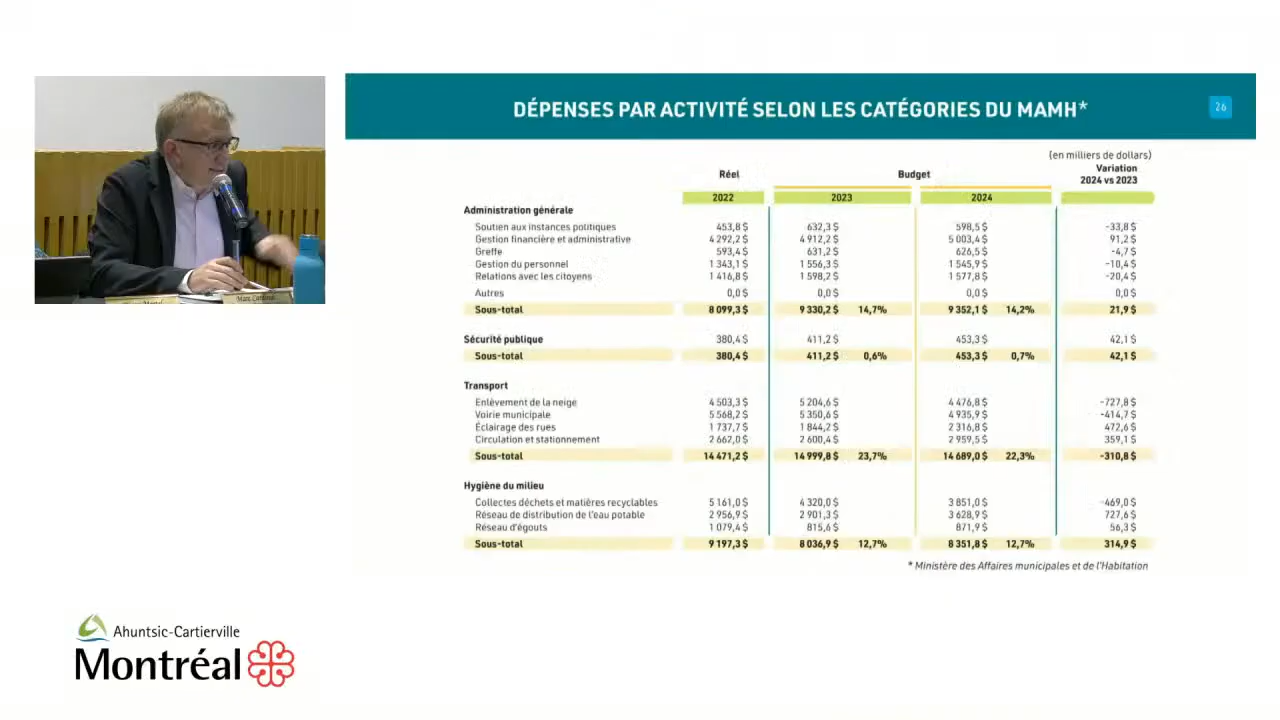 DÉPENSES PAR ACTIVITÉ SELON LES CATÉGORIES DU MAMH*
26
(en milliers de dollars)
Réel Budget Variation 2024 vs 2023
2022 2023 2024
Administration générale
Soutien aux instances politiques 453,8 $ 632,3 $ 598,5 $ -33,8 $
Gestion financière et administrative 4 292,2 $ 4 912,2 $ 5 003,4 $ 91,2 $
Greffe 593,4 $ 631,2 $ 626,5 $ -4,7 $
Gestion du personnel 1 343,1 $ 1 556,3 $ 1 545,9 $ -10,4 $
Relations avec les citoyens 1 416,8 $ 1 598,2 $ 1 577,8 $ -20,4 $
Autres 0,0 $ 0,0 $ 0,0 $ 0,0 $
Sous-total 8 099,3 $ 9 330,2 $ 14,7% 9 352,1 $ 14,2% 21,9 $
Sécurité publique 380,4 $ 411,2 $ 453,3 $ 42,1 $
Sous-total 380,4 $ 411,2 $ 0,6% 453,3 $ 0,7% 42,1 $
Transport
Enlèvement de la neige 4 503,3 $ 5 204,6 $ 4 476,8 $ -727,8 $
Voirie municipale 5 568,2 $ 5 350,6 $ 4 935,9 $ -414,7 $
Éclairage des rues 1 737,7 $ 1 844,2 $ 2 316,8 $ 472,6 $
Circulation et stationnement 2 662,0 $ 2 600,4 $ 2 959,5 $ 359,1 $
Sous-total 14 471,2 $ 14 999,8 $ 23,7% 14 689,0 $ 22,3% -310,8 $
Hygiène du milieu
Collectes déchets et matières recyclables 5 161,0 $ 4 320,0 $ 3 851,0 $ -469,0 $
Réseau de distribution de l'eau potable 2 956,9 $ 2 901,3 $ 3 628,9 $ 727,6 $
Réseau d'égouts 1 079,4 $ 815,6 $ 871,9 $ 56,3 $
Sous-total 9 197,3 $ 8 036,9 $ 12,7% 8 351,8 $ 12,7% 314,9 $
* Ministère des Affaires municipales et de l'Habitation
Marc Cardinal
Ahuntsic-Cartierville
Montréal